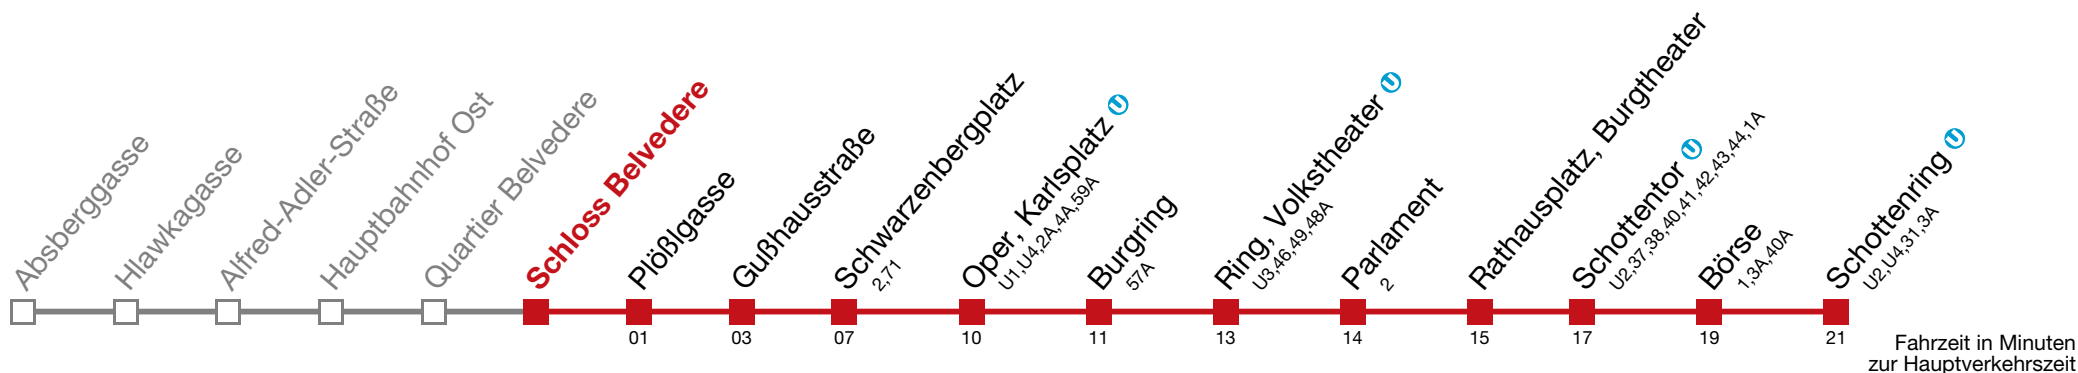 Absberggasse
Hlawkagasse
Alfred-Adler-Straße
Hauptbahnhof Ost
Quartier Belvedere
Schloss Belvedere
Plößlgasse
Gußhausstraße
Schwarzenbergplatz
2,71
Oper, Karlsplatz U
U1,U4,2A,4A,59A
Burgring
57A
Ring, Volkstheater U
U3,46,49,48A
Parlament
2
Rathausplatz, Burgtheater
Schottentor U
U2,37,38,40,41,42,43,44,1A
Börse
1,3A,40A
Schottenring U
U2,U4,31,3A
01 03 07 10 11 13 14 15 17 19 21
Fahrzeit in Minuten
zur Hauptverkehrszeit